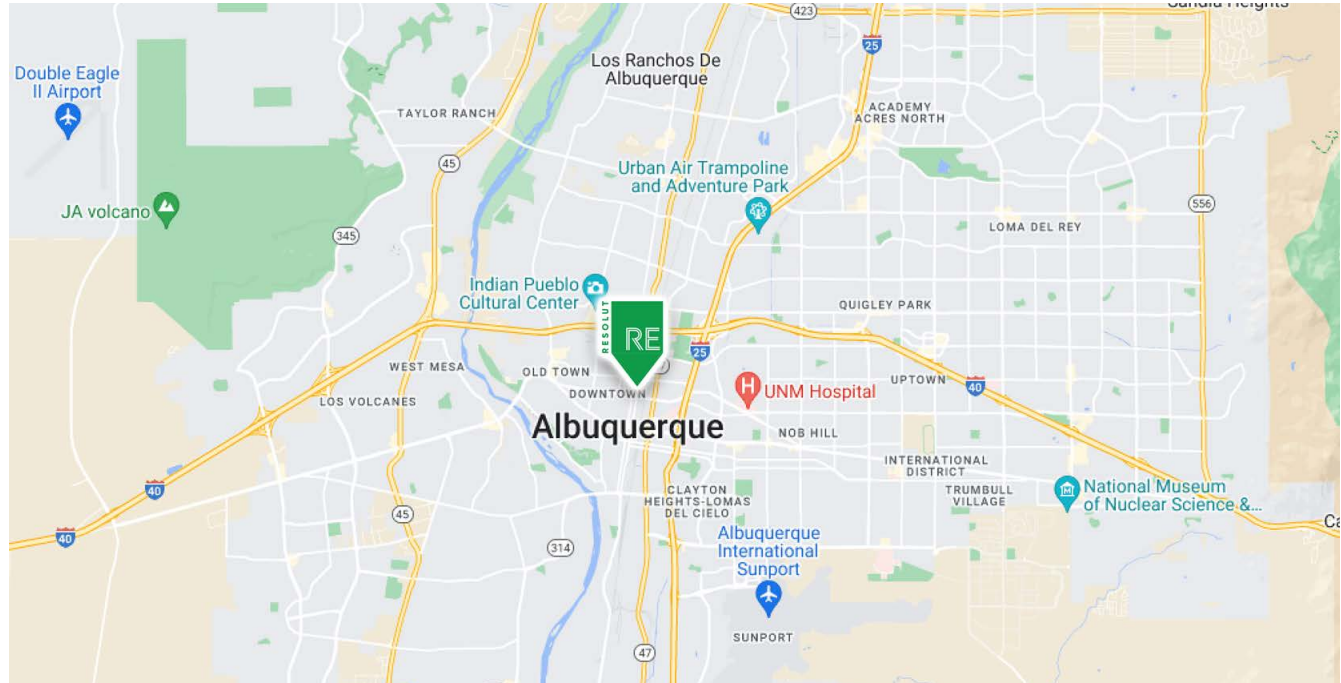 423
Sandia Heights
25
Los Ranchos De
Albuquerque
Double Eagle
II Airport
TAYLOR RANCH
ACADEMY
ACRES NORTH
45
Urban Air Trampoline
and Adventure Park
JA volcano
556
345
LOMA DEL REY
Indian Pueblo
Cultural Center
RESOLUT
RE
QUIGLEY PARK
25
WEST MESA
OLD TOWN
DOWNTOWN
UNM Hospital
UPTOWN
40
LOS VOLCANES
Albuquerque
NOB HILL
INTERNATIONAL
DISTRICT
40
CLAYTON
HEIGHTS-LOMAS
DEL CIELO
TRUMBULL
VILLAGE
National Museum
of Nuclear Science &...
45
40
314
Albuquerque
International
Sunport
SUNPORT
47